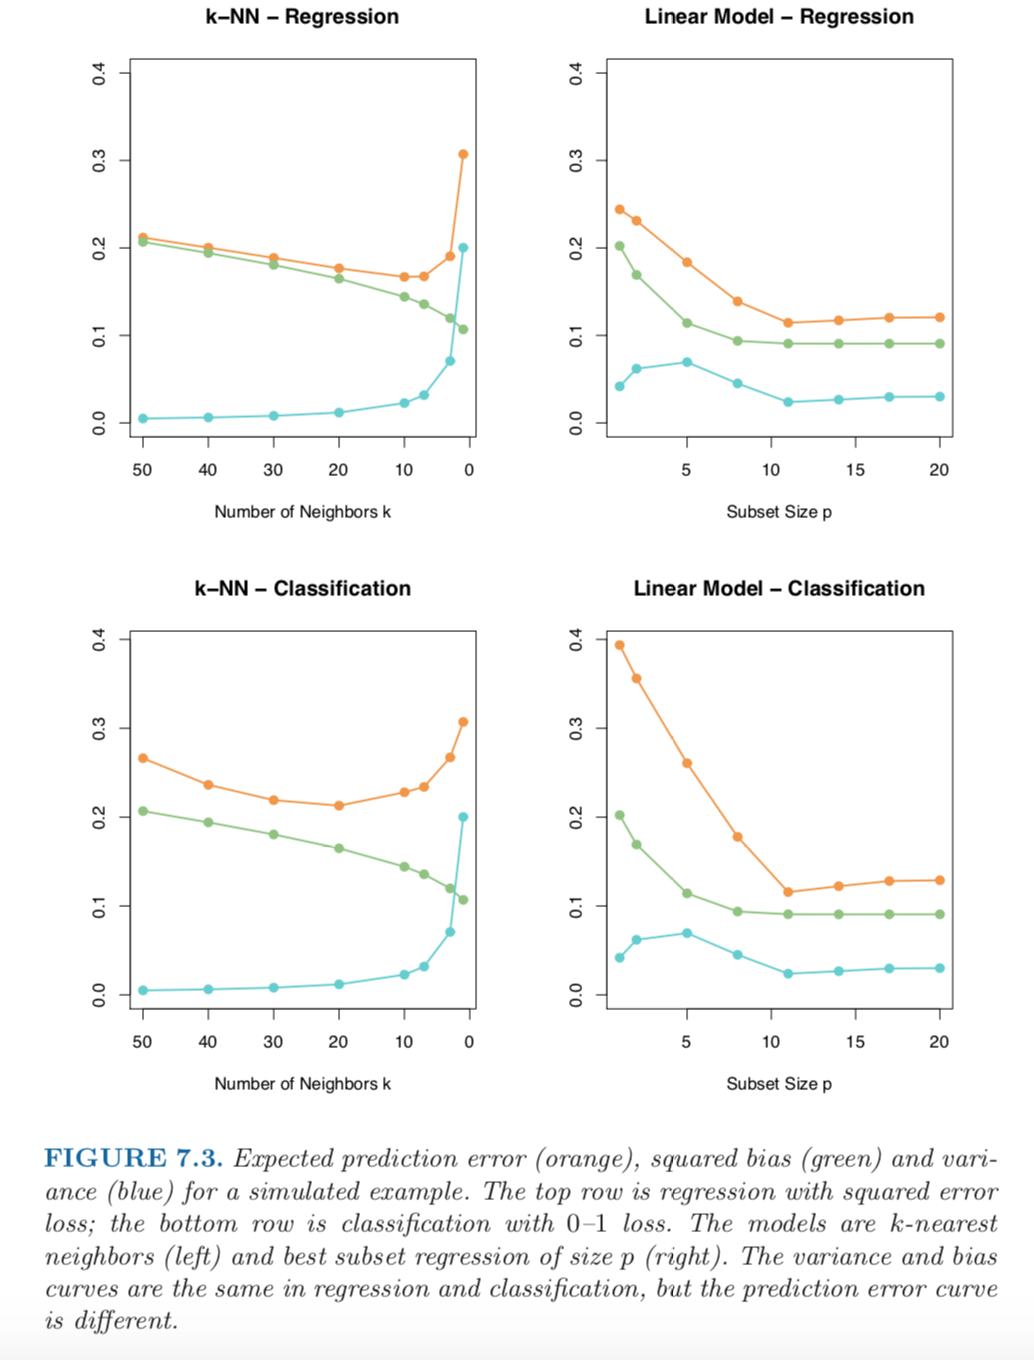 k–NN – Regression
Linear Model – Regression
0.4
0.3
0.2
0.1
0.0
50 40 30 20 10 0
Number of Neighbors k
0.4
0.3
0.2
0.1
0.0
5 10 15 20
Subset Size p
k–NN – Classification
Linear Model – Classification
0.4
0.3
0.2
0.1
0.0
50 40 30 20 10 0
Number of Neighbors k
0.4
0.3
0.2
0.1
0.0
5 10 15 20
Subset Size p
FIGURE 7.3. Expected prediction error (orange), squared bias (green) and vari-
ance (blue) for a simulated example. The top row is regression with squared error
loss; the bottom row is classification with 0–1 loss. The models are k-nearest
neighbors (left) and best subset regression of size p (right). The variance and bias
curves are the same in regression and classification, but the prediction error curve
is different.